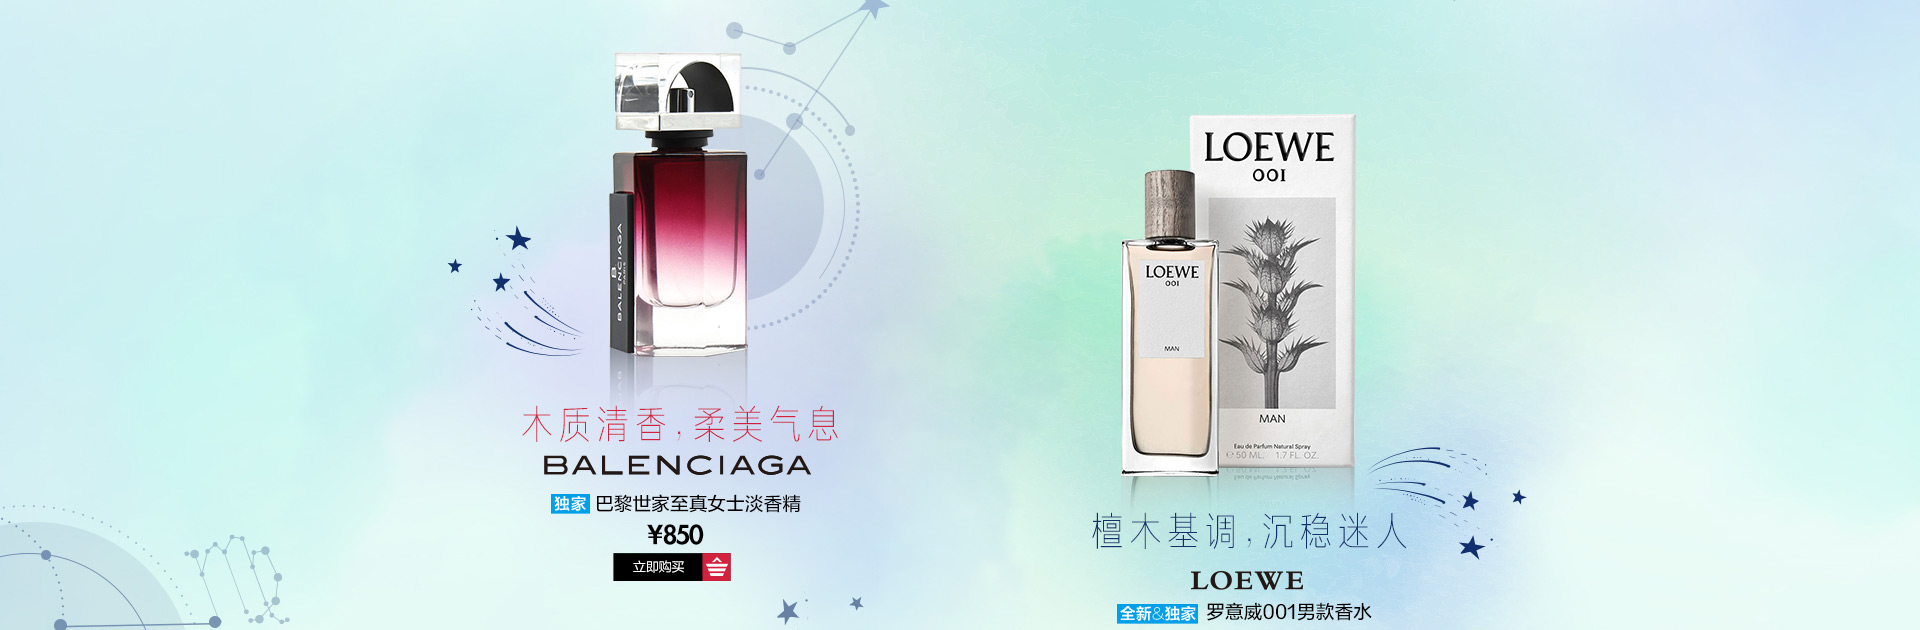 B
BALENCIAGA
PARIS
木质清香,柔美气息
BALENCIAGA
独家 巴黎世家至真女士淡香精
¥850
立即购买
LOEWE
001
MAN
Eau de Parfum Natural Spray
e 50 ML. 1.7 FL. OZ.
LOEWE
001
MAN
檀木基调,沉稳迷人
LOEWE
全新&独家 罗意威001男款香水